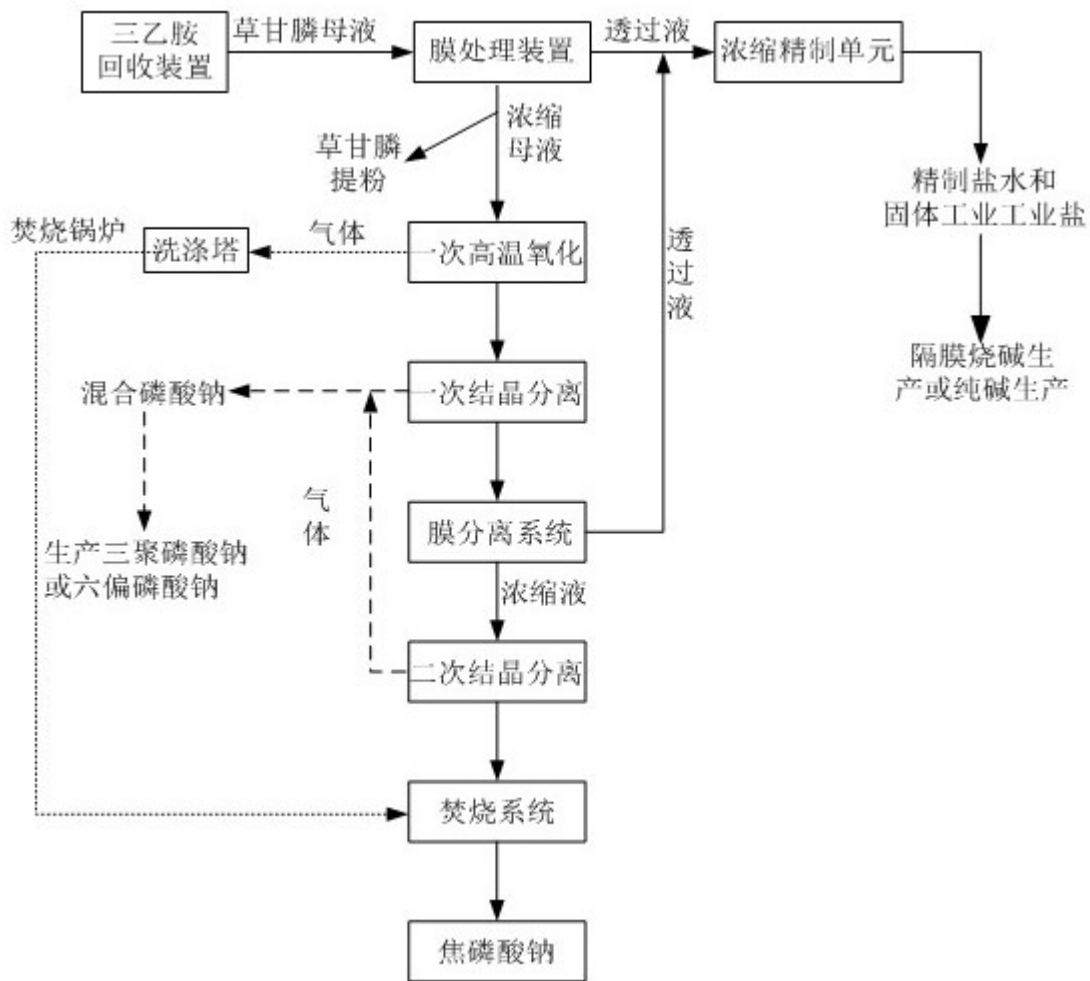 三乙胺
回收装置
草甘膦母液
膜处理装置
透过液
浓缩精制单元
浓缩
母液
草甘膦
提粉
精制盐水和
固体工业工业盐
焚烧锅炉
洗涤塔
气体
一次高温氧化
透
过
液
隔膜烧碱生
产或纯碱生产
混合磷酸钠
一次结晶分离
气
体
膜分离系统
生产三聚磷酸钠
或六偏磷酸钠
浓缩液
二次结晶分离
焚烧系统
焦磷酸钠